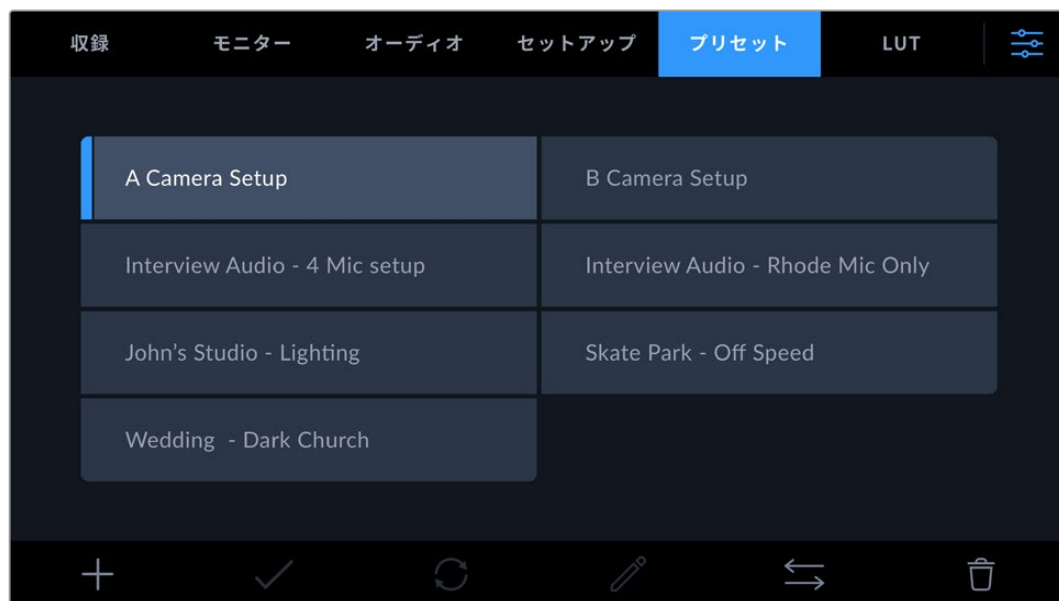 収録 モニター オーディオ セットアップ プリセット LUT
A Camera Setup B Camera Setup
Interview Audio - 4 Mic setup Interview Audio - Rhode Mic Only
John’s Studio - Lighting Skate Park - Off Speed
Wedding - Dark Church